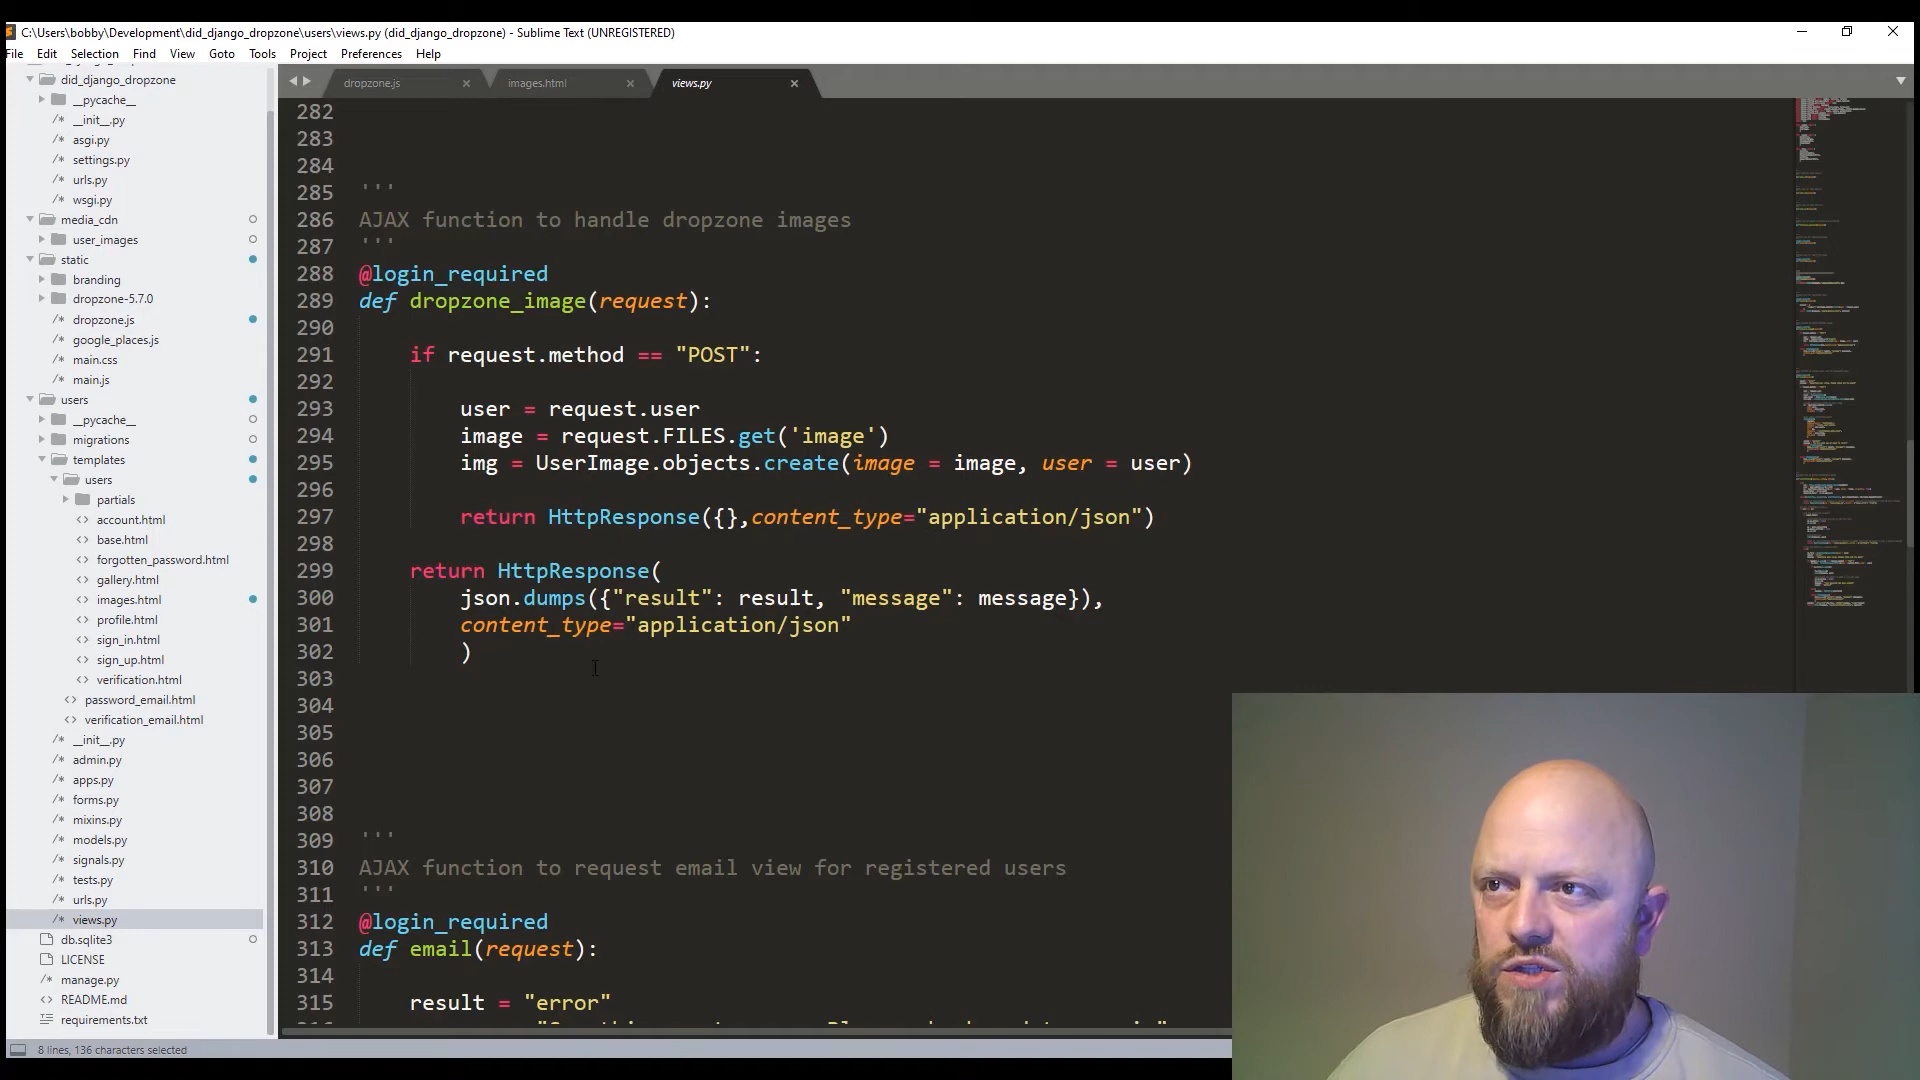 C:\Users\bobby\Development\did_django_dropzone\users\views.py (did_django_dropzone) - Sublime Text (UNREGISTERED)
File Edit Selection Find View Goto Tools Project Preferences Help
did_django_dropzone
__pycache__
__init__.py
asgi.py
settings.py
urls.py
wsgi.py
media_cdn
user_images
static
branding
dropzone-5.7.0
dropzone.js
google_places.js
main.css
main.js
users
__pycache__
migrations
templates
users
partials
account.html
base.html
forgotten_password.html
gallery.html
images.html
profile.html
sign_in.html
sign_up.html
verification.html
password_email.html
verification_email.html
__init__.py
admin.py
apps.py
forms.py
mixins.py
models.py
signals.py
tests.py
urls.py
views.py
db.sqlite3
LICENSE
manage.py
README.md
requirements.txt
8 lines, 136 characters selected
dropzone.js images.html views.py
282
283
284
285 '''
286 AJAX function to handle dropzone images
287 '''
288 @login_required
289 def dropzone_image(request):
290
291 if request.method == "POST":
292
293 user = request.user
294 image = request.FILES.get('image')
295 img = UserImage.objects.create(image = image, user = user)
296
297 return HttpResponse({},content_type="application/json")
298
299 return HttpResponse(
300 json.dumps({"result": result, "message": message}),
301 content_type="application/json"
302 )
303
304
305
306
307
308
309 '''
310 AJAX function to request email view for registered users
311 '''
312 @login_required
313 def email(request):
314
315 result = "error"